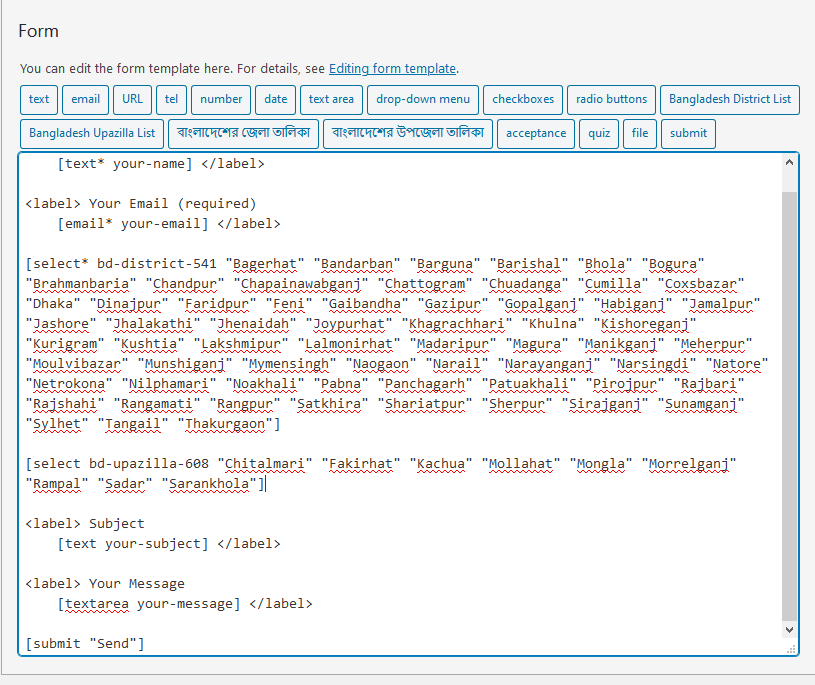 Form
You can edit the form template here. For details, see Editing form template.
text email URL tel number date text area drop-down menu checkboxes radio buttons Bangladesh District List
Bangladesh Upazilla List বাংলাদেশের জেলা তালিকা বাংলাদেশের উপজেলা তালিকা acceptance quiz file submit
[text* your-name] </label>
<label> Your Email (required)
[email* your-email] </label>
[select* bd-district-541 "Bagerhat" "Bandarban" "Barguna" "Barishal" "Bhola" "Bogura"
"Brahmanbaria" "Chandpur" "Chapainawabganj" "Chattogram" "Chuadanga" "Cumilla" "Coxsbazar"
"Dhaka" "Dinajpur" "Faridpur" "Feni" "Gaibandha" "Gazipur" "Gopalganj" "Habiganj" "Jamalpur"
"Jashore" "Jhalakathi" "Jhenaidah" "Joypurhat" "Khagrachhari" "Khulna" "Kishoreganj"
"Kurigram" "Kushtia" "Lakshmipur" "Lalmonirhat" "Madaripur" "Magura" "Manikganj" "Meherpur"
"Moulvibazar" "Munshiganj" "Mymensingh" "Naogaon" "Narail" "Narayanganj" "Narsingdi" "Natore"
"Netrokona" "Nilphamari" "Noakhali" "Pabna" "Panchagarh" "Patuakhali" "Pirojpur" "Rajbari"
"Rajshahi" "Rangamati" "Rangpur" "Satkhira" "Shariatpur" "Sherpur" "Sirajganj" "Sunamganj"
"Sylhet" "Tangail" "Thakurgaon"]
[select bd-upazilla-608 "Chitalmari" "Fakirhat" "Kachua" "Mollahat" "Mongla" "Morrelganj"
"Rampal" "Sadar" "Sarankhola"]
<label> Subject
[text your-subject] </label>
<label> Your Message
[textarea your-message] </label>
[submit "Send"]